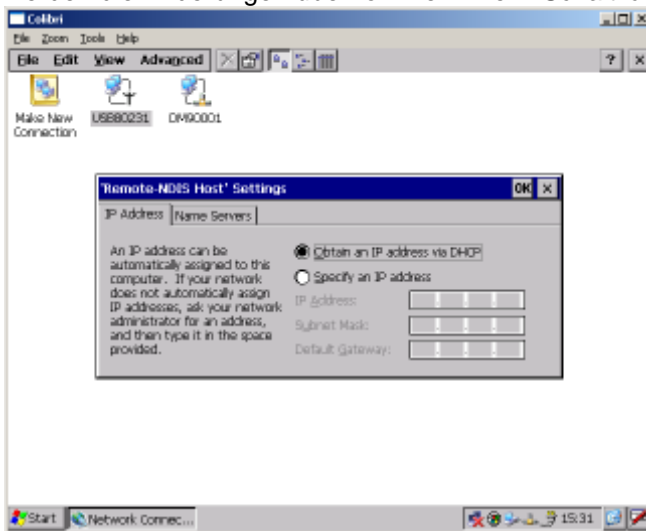 Colibri
File Zoom Tools Help
File Edit View Advanced
? ×
Make New Connection
USB80231
DM90001
'Remote-NDIS Host' Settings
OK ×
IP Address
Name Servers
An IP address can be
automatically assigned to this
computer. If your network
does not automatically assign
IP addresses, ask your network
administrator for an address,
and then type it in the space
provided.
Obtain an IP address via DHCP
Specify an IP address
IP Address:
Subnet Mask:
Default Gateway:
Start
Network Connec...
15:31